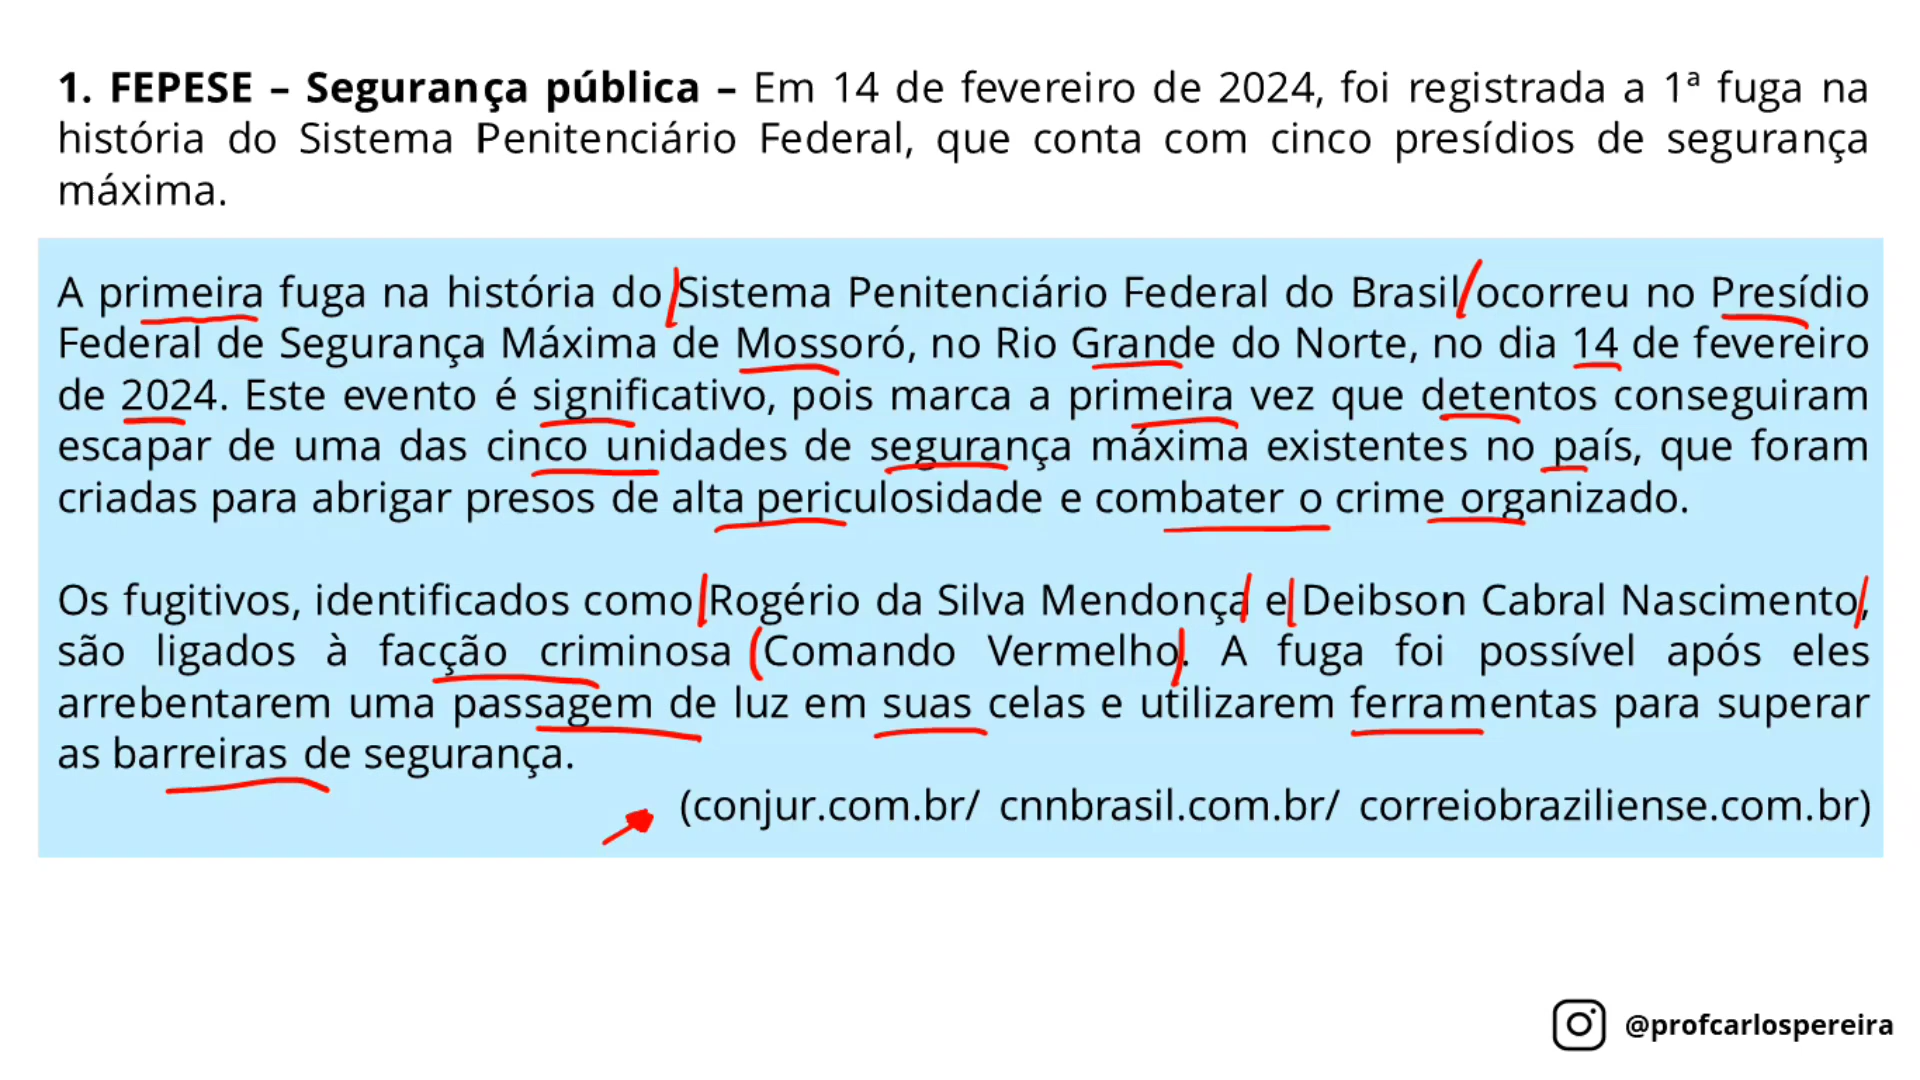 1. FEPESE – Segurança pública – Em 14 de fevereiro de 2024, foi registrada a 1ª fuga na
história do Sistema Penitenciário Federal, que conta com cinco presídios de segurança
máxima.
A primeira fuga na história do Sistema Penitenciário Federal do Brasil ocorreu no Presídio
Federal de Segurança Máxima de Mossoró, no Rio Grande do Norte, no dia 14 de fevereiro
de 2024. Este evento é significativo, pois marca a primeira vez que detentos conseguiram
escapar de uma das cinco unidades de segurança máxima existentes no país, que foram
criadas para abrigar presos de alta periculosidade e combater o crime organizado.
Os fugitivos, identificados como Rogério da Silva Mendonça e Deibson Cabral Nascimento,
são ligados à facção criminosa Comando Vermelho. A fuga foi possível após eles
arrebentarem uma passagem de luz em suas celas e utilizarem ferramentas para superar
as barreiras de segurança.
(conjur.com.br/ cnnbrasil.com.br/ correiobraziliense.com.br)
@profcarlospereira